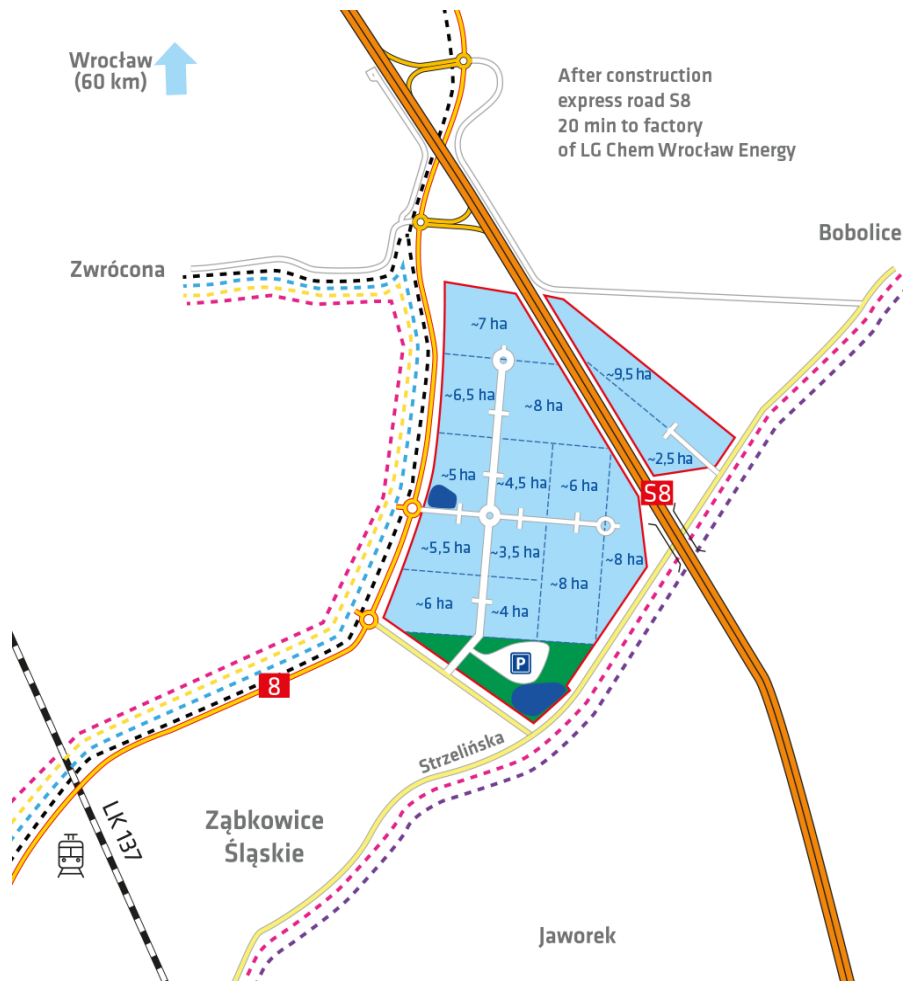 Wrocław
(60 km)
After construction
express road S8
20 min to factory
of LG Chem Wrocław Energy
Bobolice
Zwrócona
~7 ha
~9,5 ha
~6,5 ha
~8 ha
~2,5 ha
~5 ha
~4,5 ha
~6 ha
S8
~5,5 ha
~3,5 ha
~8 ha
~8 ha
~6 ha
~4 ha
P
8
Strzelińska
LK 137
Ząbkowice
Śląskie
Jaworek